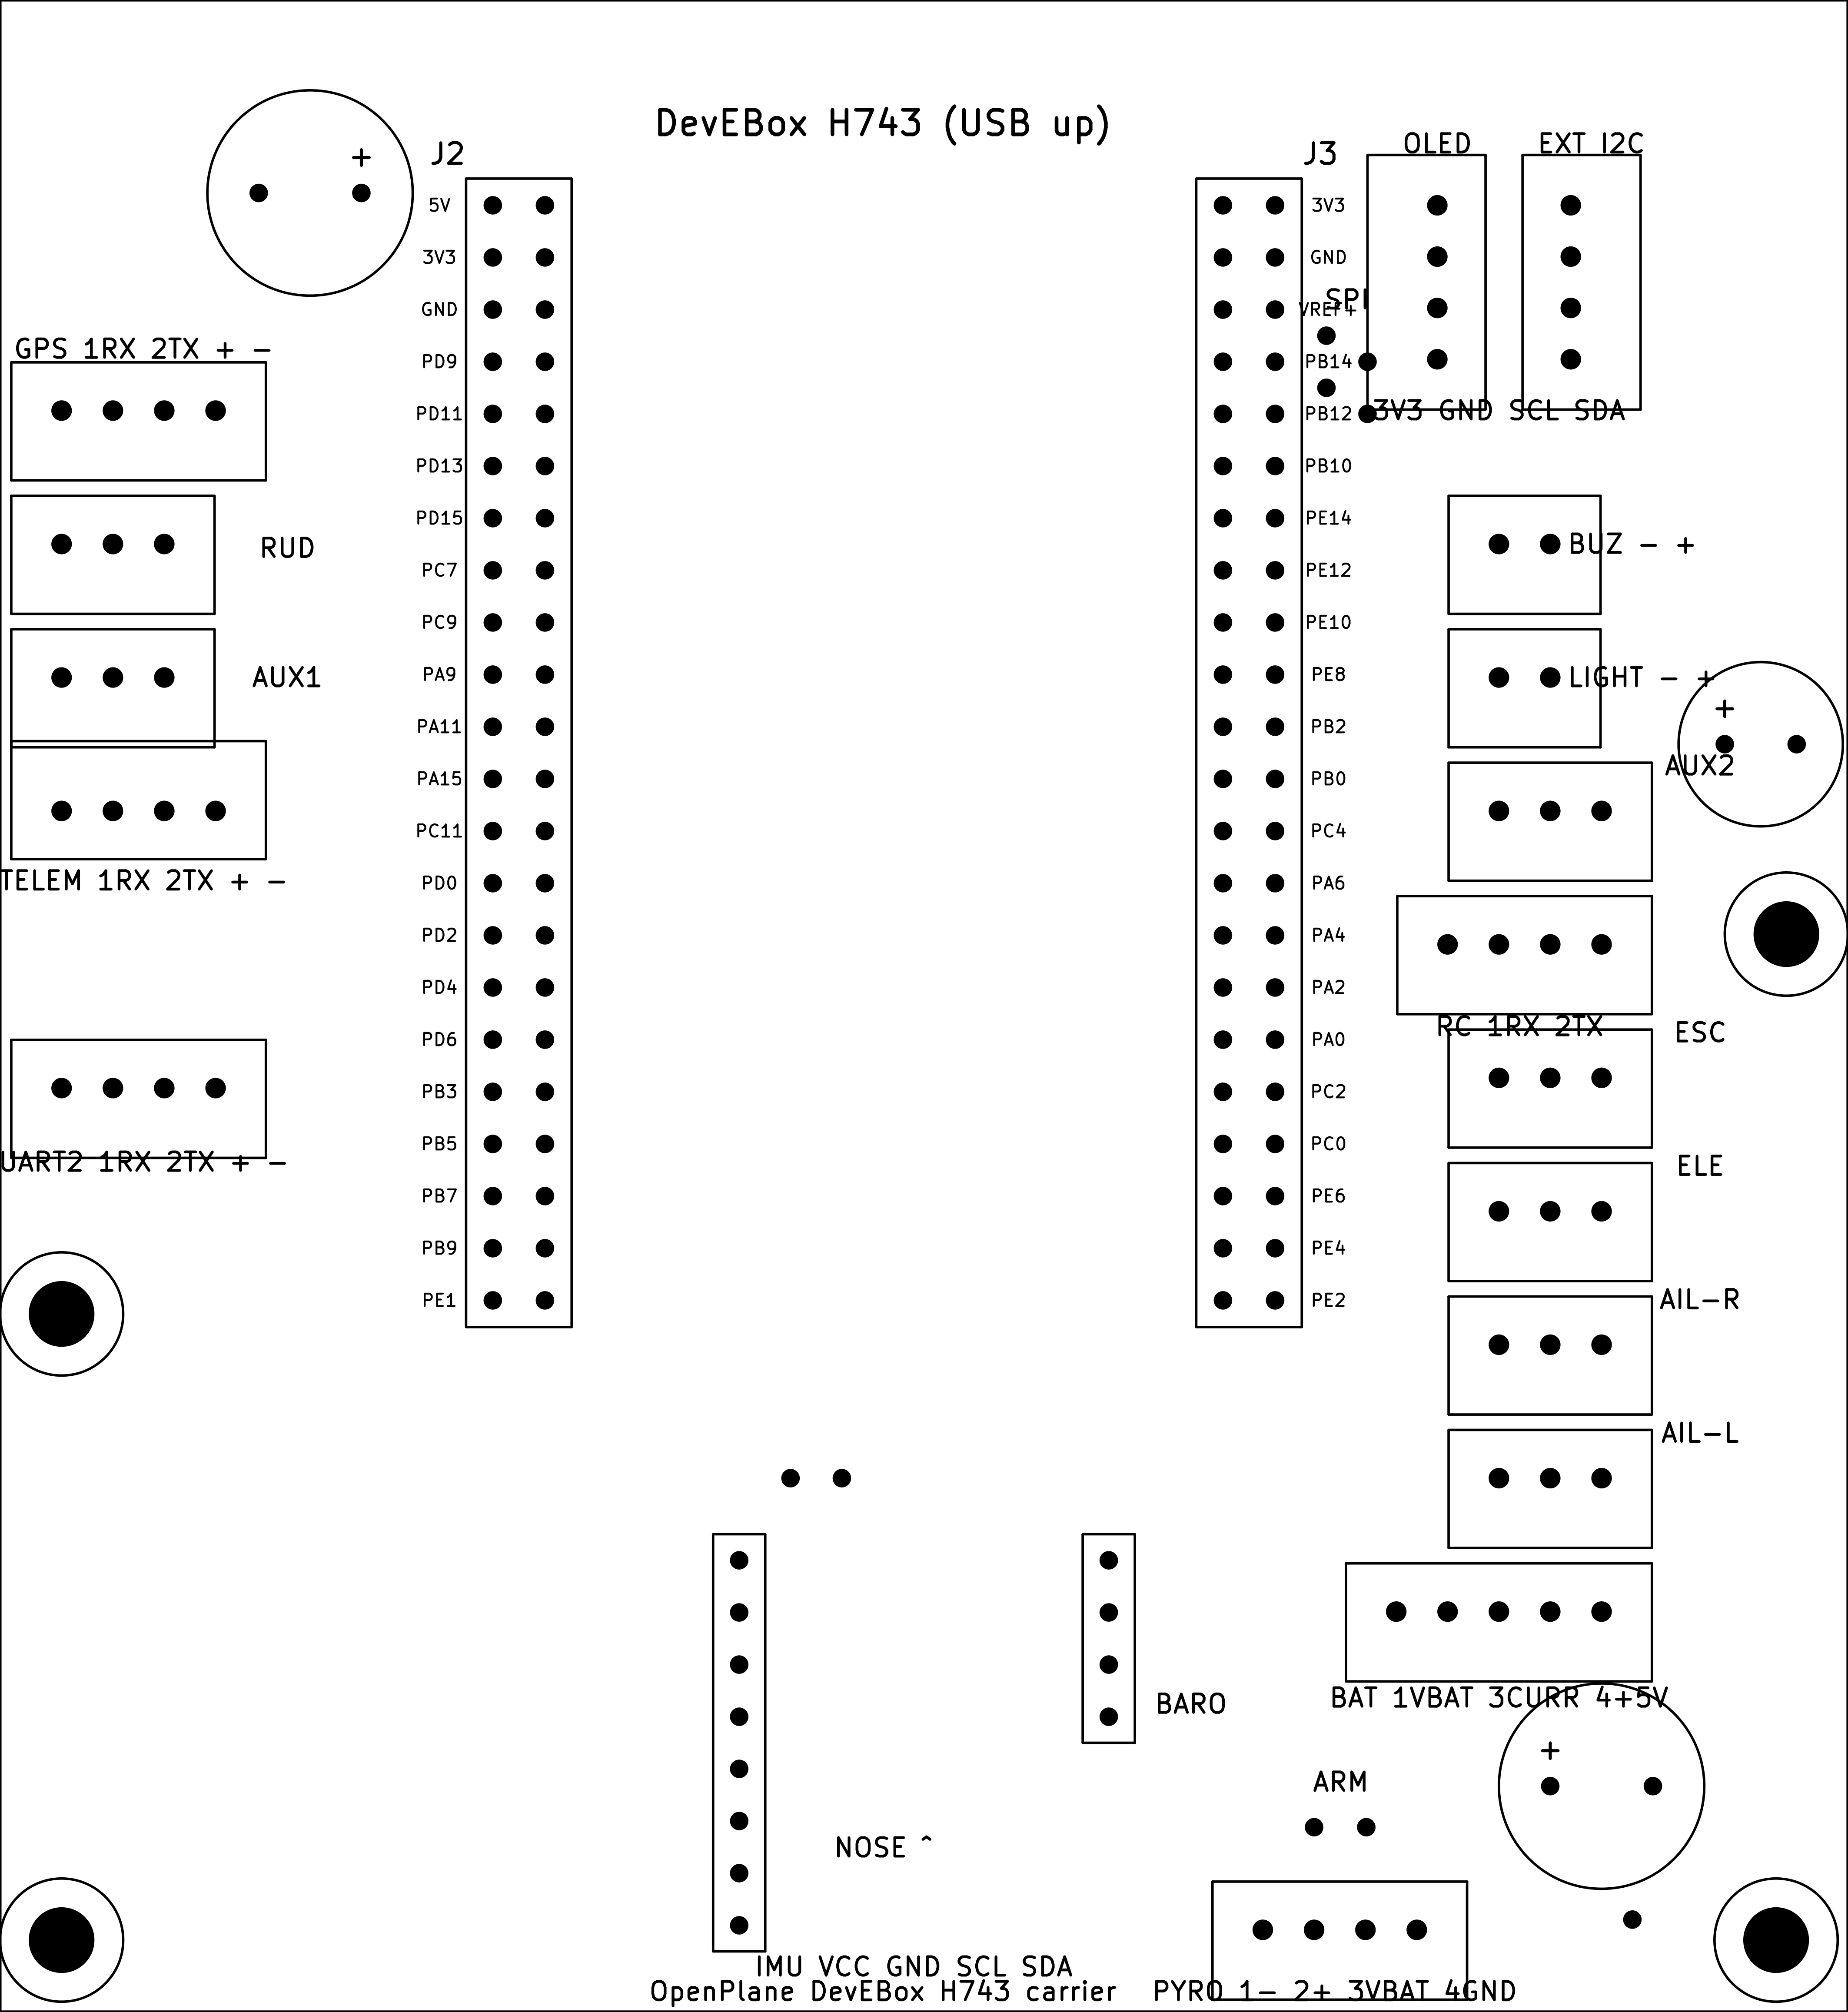 DevEBox H743 (USB up)
OLED
EXT I2C
J2
J3
+
5V
3V3
GND
PD9
PD11
PD13
PD15
PC7
PC9
PA9
PA11
PA15
PC11
PD0
PD2
PD4
PD6
PB3
PB5
PB7
PB9
PE1
3V3
GND
VREF+
PB14
PB12
PB10
PE14
PE12
PE10
PE8
PB2
PB0
PC4
PA6
PA4
PA2
PA0
PC2
PC0
PE6
PE4
PE2
SPI
3V3 GND SCL SDA
GPS 1RX 2TX + -
RUD
AUX1
TELEM 1RX 2TX + -
UART2 1RX 2TX + -
BUZ - +
LIGHT - +
+
AUX2
RC 1RX 2TX
ESC
ELE
AIL-R
AIL-L
BAT 1VBAT 3CURR 4+5V
BARO
+
ARM
NOSE ^
IMU VCC GND SCL SDA
OpenPlane DevEBox H743 carrier
PYRO 1- 2+ 3VBAT 4GND